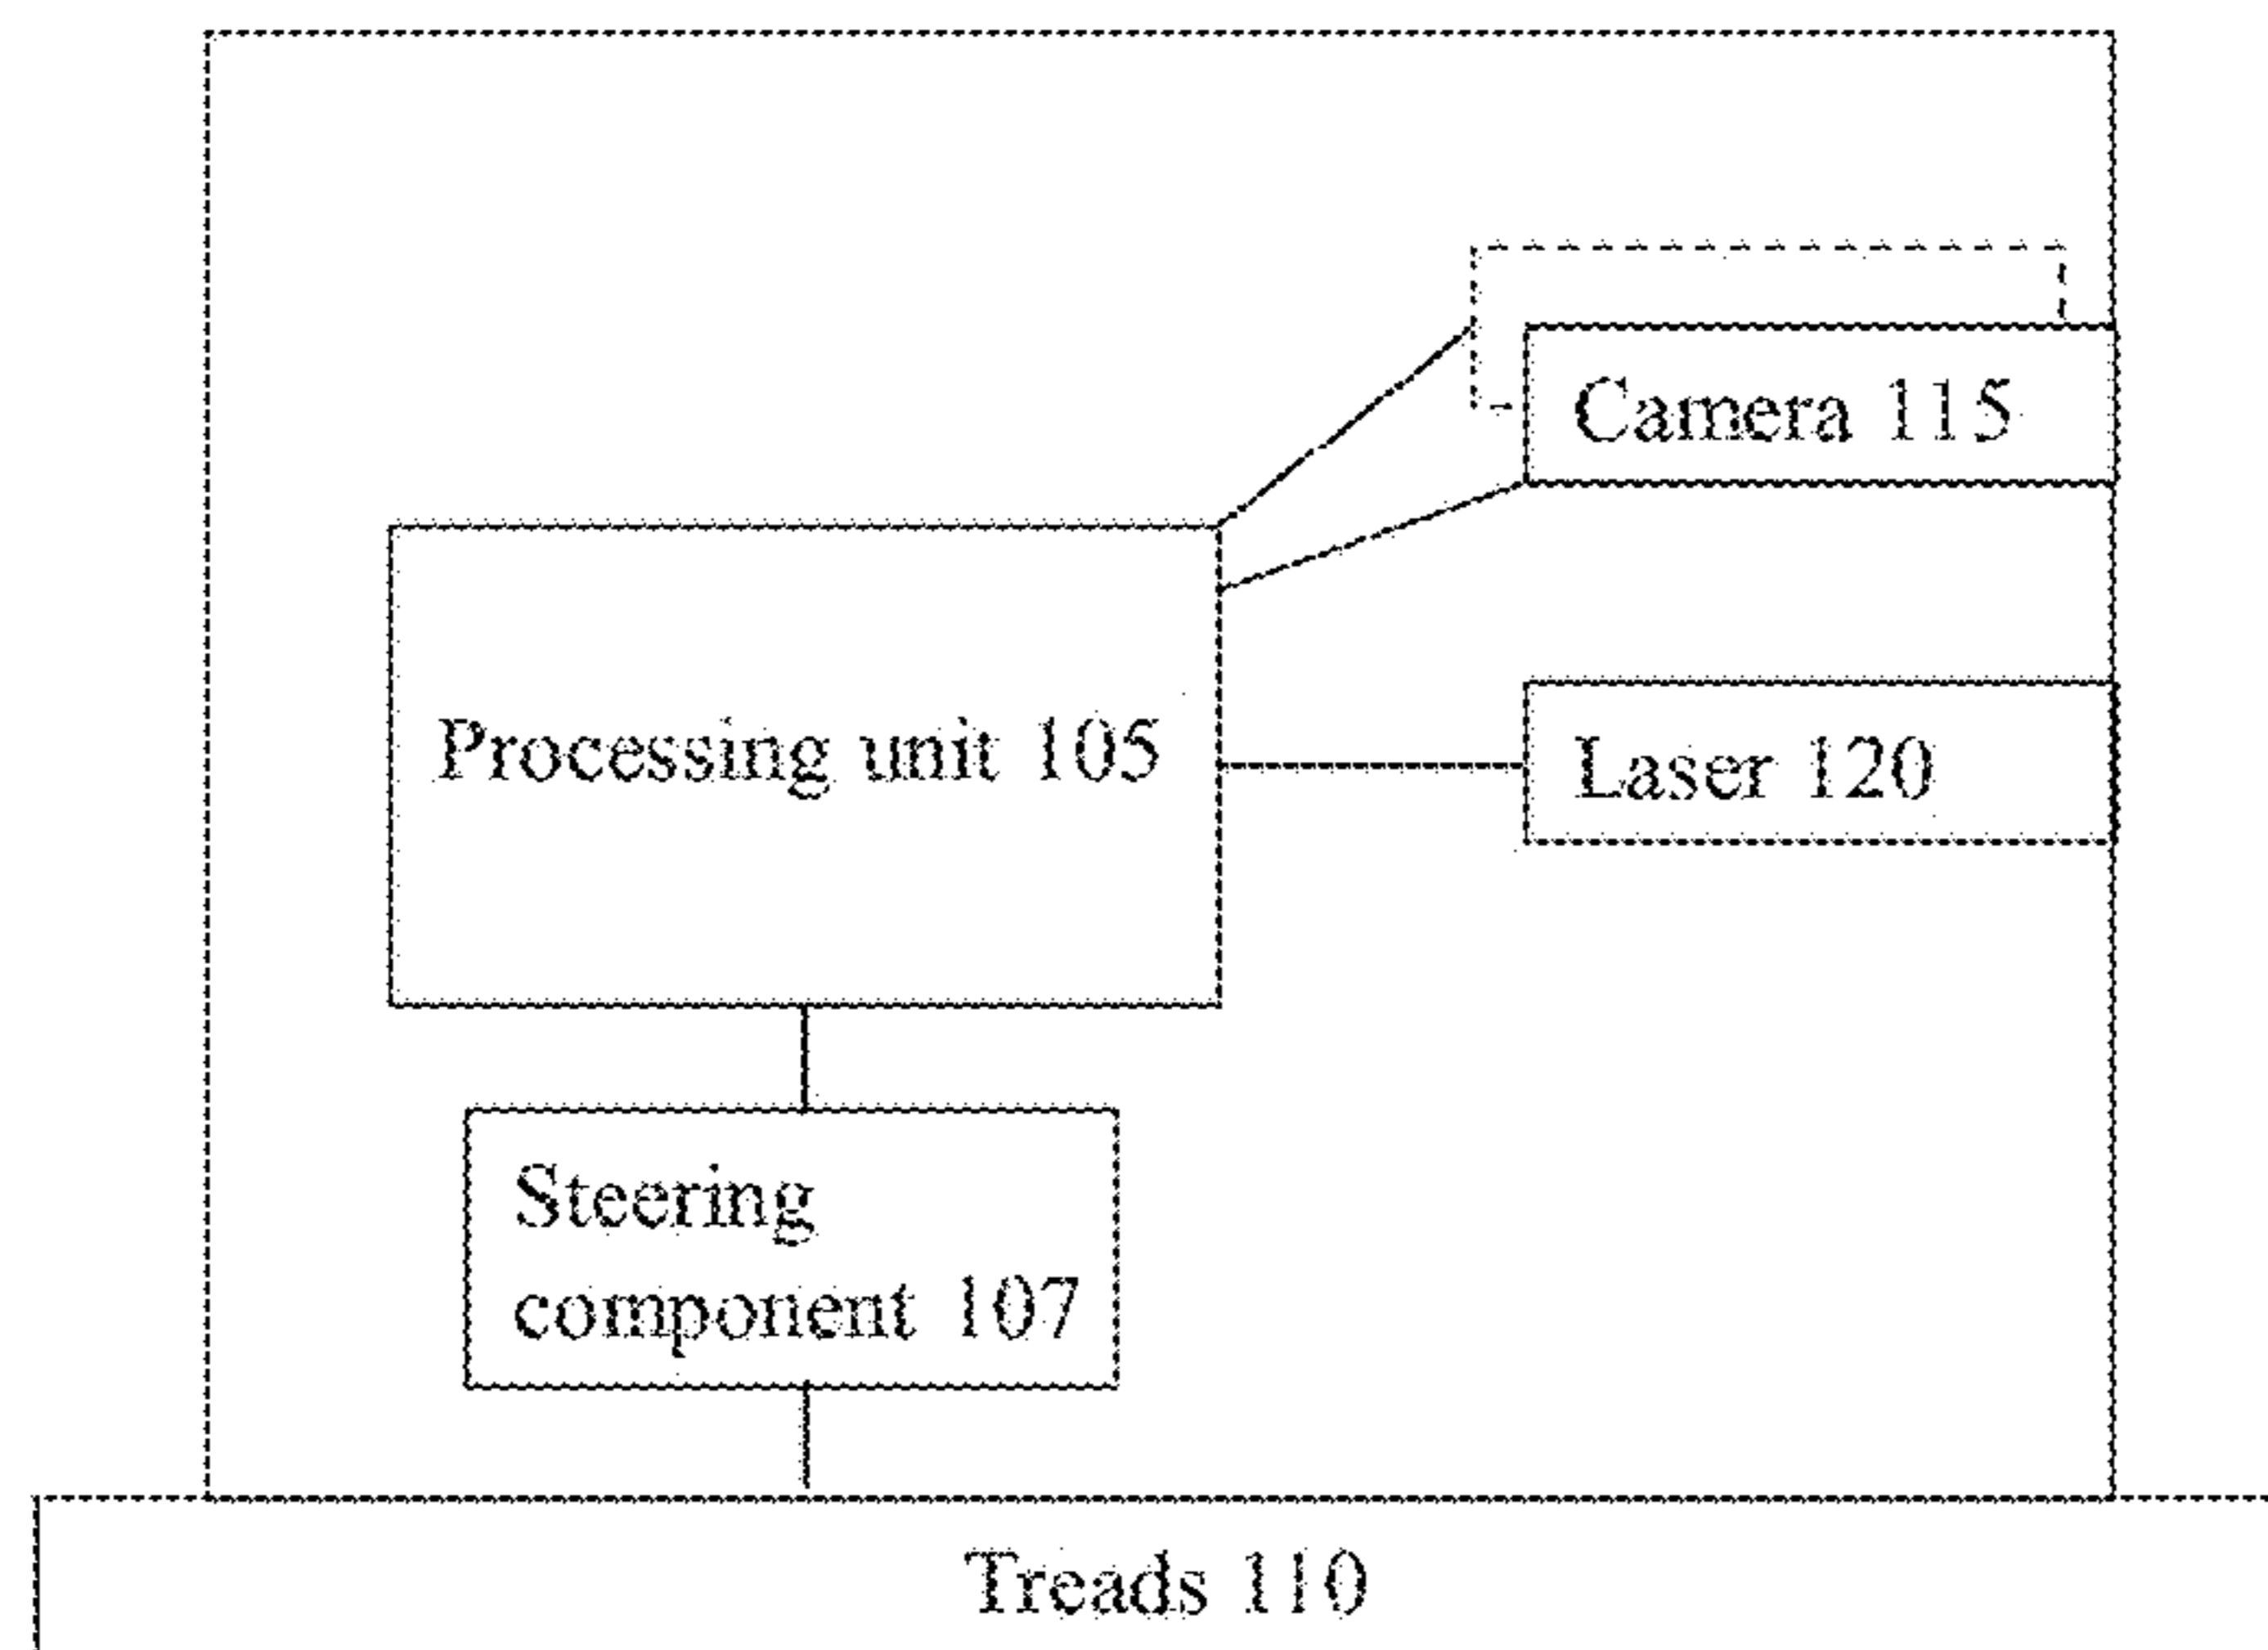 Camera 115
Processing unit 105
Laser 120
Steering
component 107
Treads 110